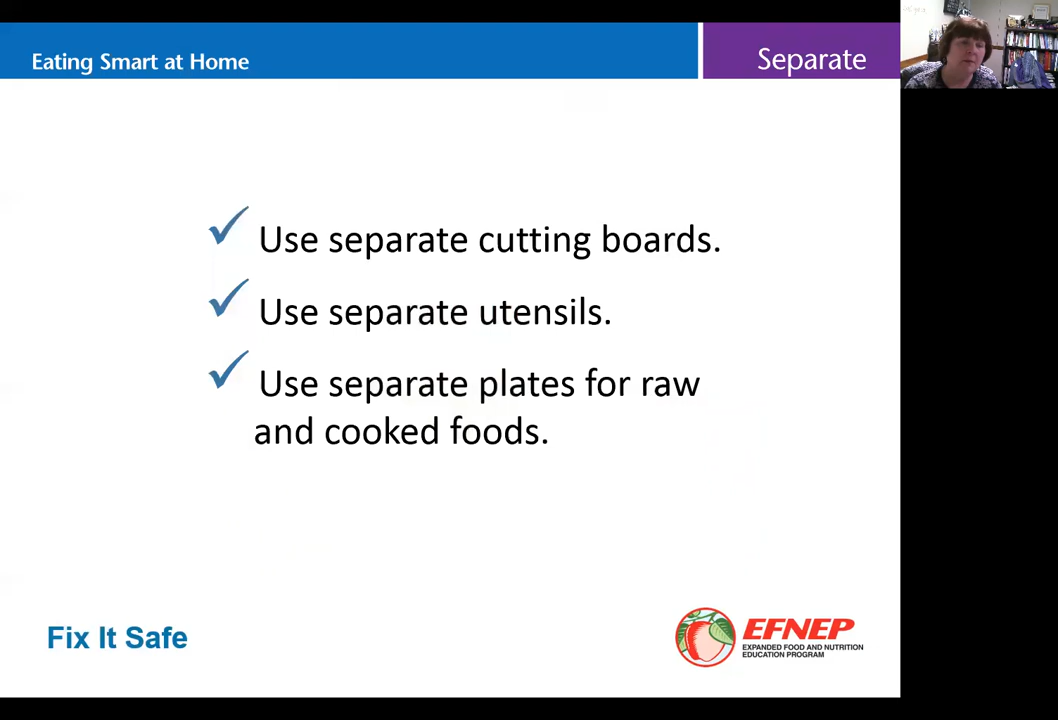 Eating Smart at Home
Separate
✓ Use separate cutting boards.
✓ Use separate utensils.
✓ Use separate plates for raw
and cooked foods.
Fix It Safe
EFNEP
EXPANDED FOOD AND NUTRITION
EDUCATION PROGRAM